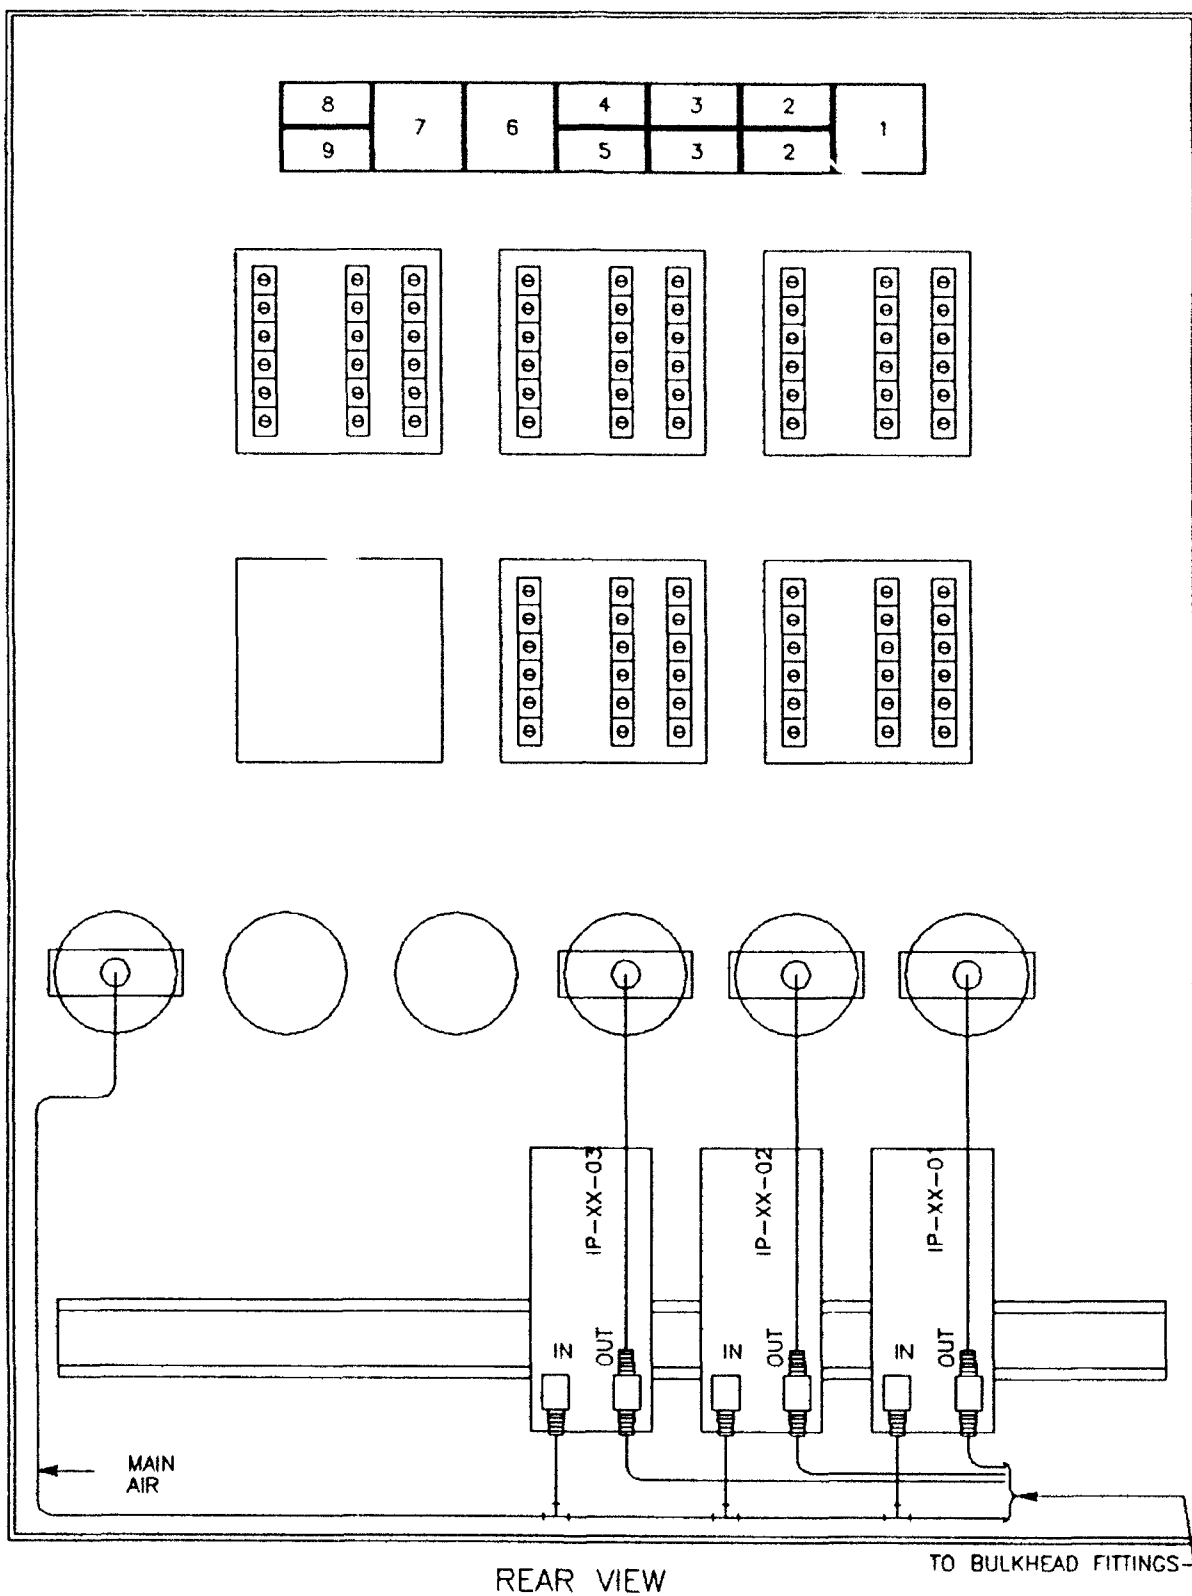 8 7 6 4 3 2 1
9 5 3 2
IP-XX-03
IP-XX-02
IP-XX-01
IN OUT IN OUT IN OUT
MAIN
AIR
TO BULKHEAD FITTINGS
REAR VIEW